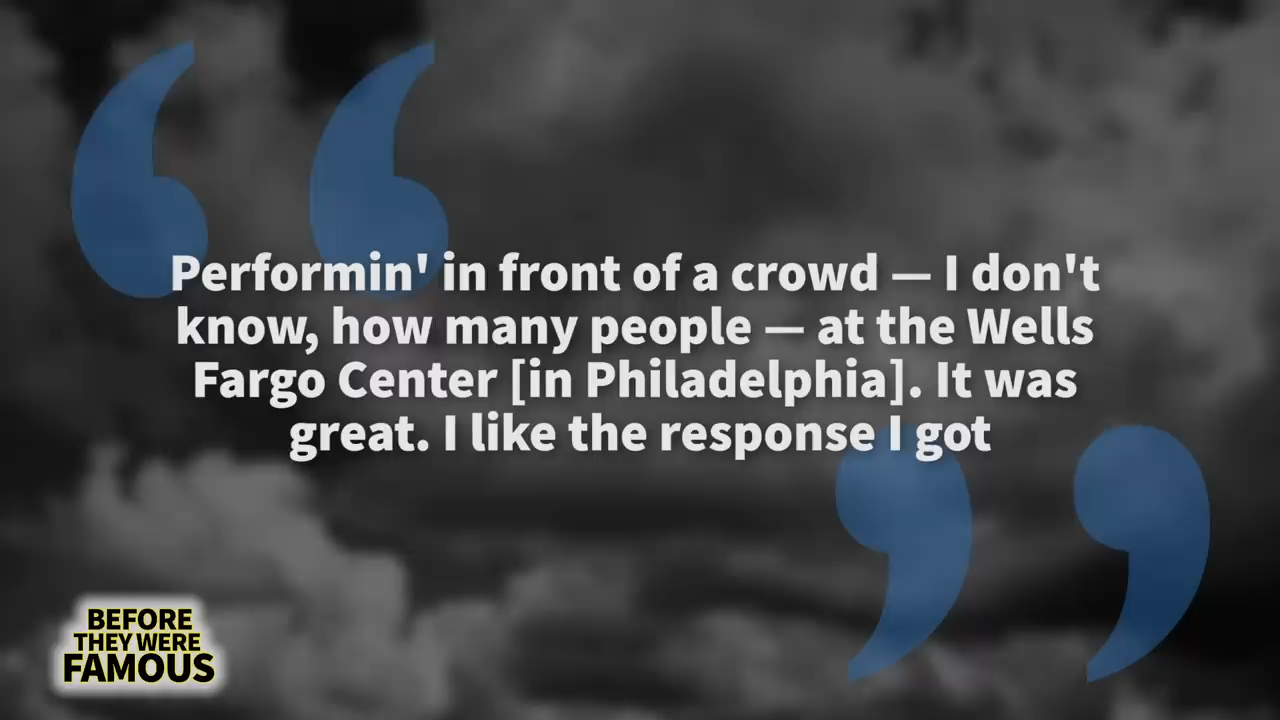 Performin' in front of a crowd — I don't
know, how many people — at the Wells
Fargo Center [in Philadelphia]. It was
great. I like the response I got
BEFORE
THEY WERE
FAMOUS